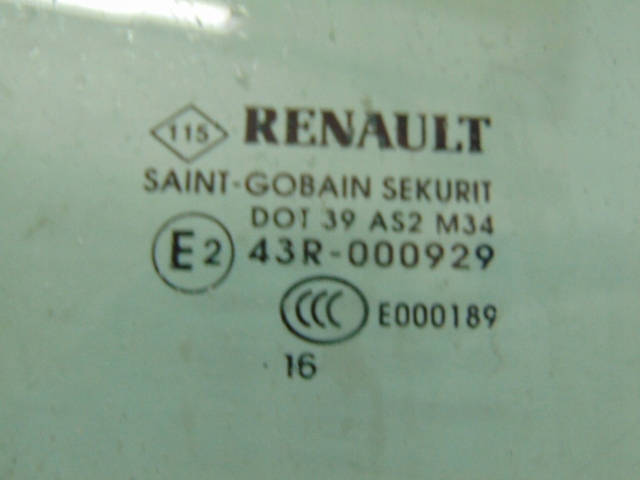 115 RENAULT
SAINT-GOBAIN SEKURIT
DOT 39 AS2 M34
E2 43R-000929
CCC E000189
16